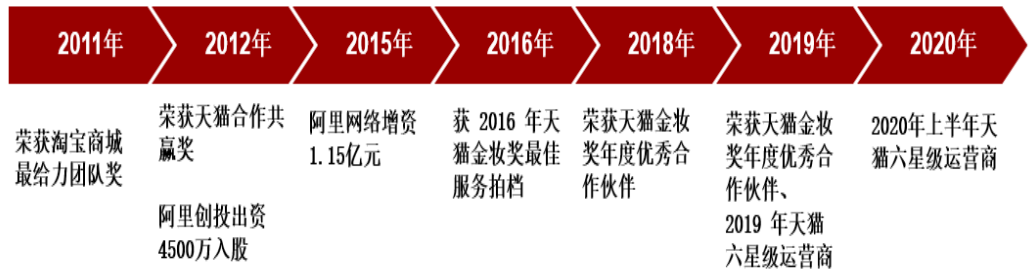 2011年
2012年
2015年
2016年
2018年
2019年
2020年
荣获淘宝商城
最给力团队奖
荣获天猫合作共
赢奖
阿里创投出资
4500万入股
阿里网络增资
1.15亿元
获 2016 年天
猫金妆奖最佳
服务拍档
荣获天猫金妆
奖年度优秀合
作伙伴
荣获天猫金妆
奖年度优秀合
作伙伴、
2019 年天猫
六星级运营商
2020年上半年天
猫六星级运营商